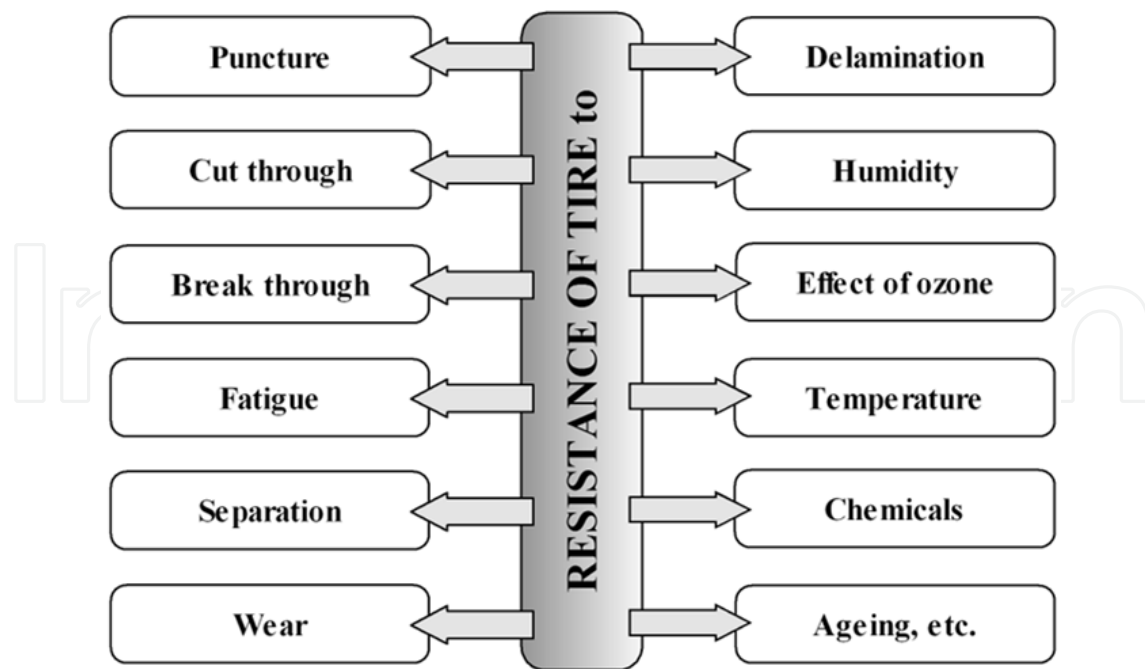 Puncture
Cut through
Break through
Fatigue
Separation
Wear
RESISTANCE OF TIRE to
Delamination
Humidity
Effect of ozone
Temperature
Chemicals
Ageing, etc.